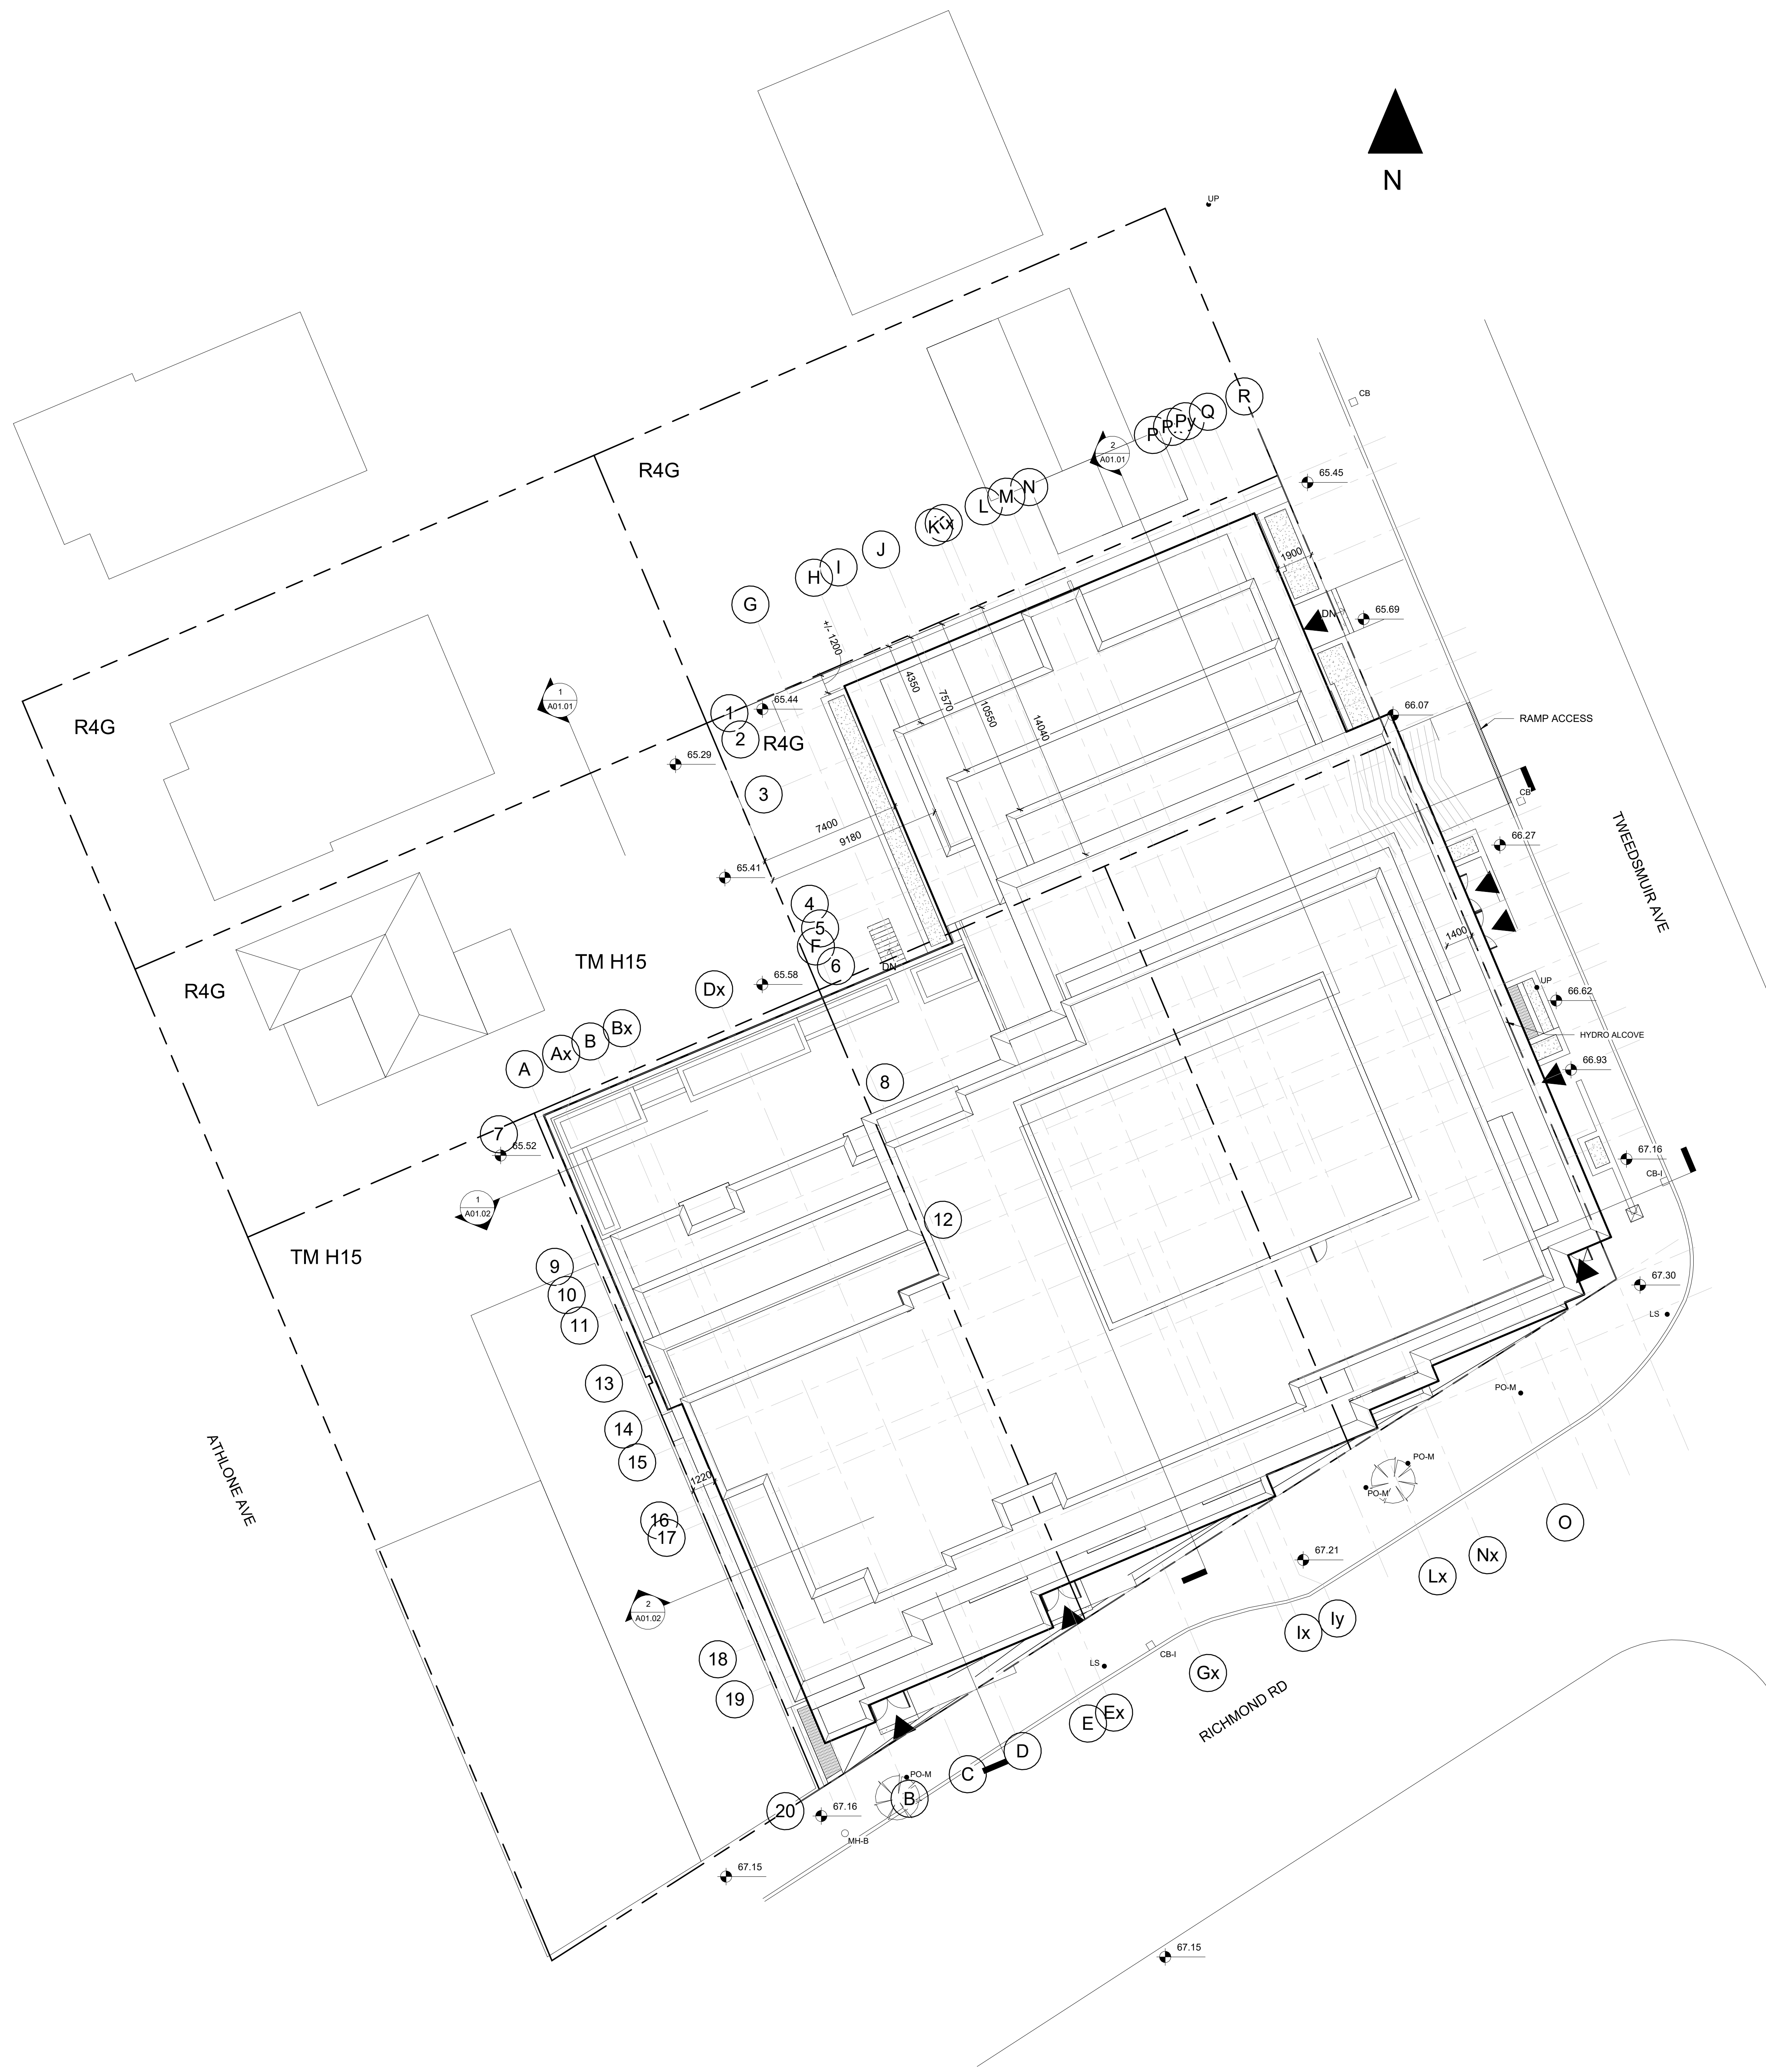 N
UP
CB
R
Q
Py
P
P
2
A01.01
R4G
65.45
N
M
L
K
J
I
H
G
1900
DN
65.69
+/- 1200
4350
7570
10550
14040
1
A01.01
65.44
1
2
R4G
66.07
RAMP ACCESS
R4G
65.29
3
CB
7400
9180
66.27
TWEEDSMUIR AVE
65.41
4
5
F
6
DN
1400
TM H15
R4G
Dx
65.58
UP
66.62
HYDRO ALCOVE
A
Ax
B
Bx
66.93
8
7
65.52
67.16
CB-I
1
A01.02
12
TM H15
9
10
11
67.30
LS
13
PO-M
14
15
1220
PO-M
PO-M
16
17
O
67.21
Nx
Lx
2
A01.02
Iy
Ix
18
CB-I
LS
Gx
19
RICHMOND RD
ATHLONE AVE
Ex
E
D
C
PO-M
B
20
67.16
MH-B
67.15
67.15